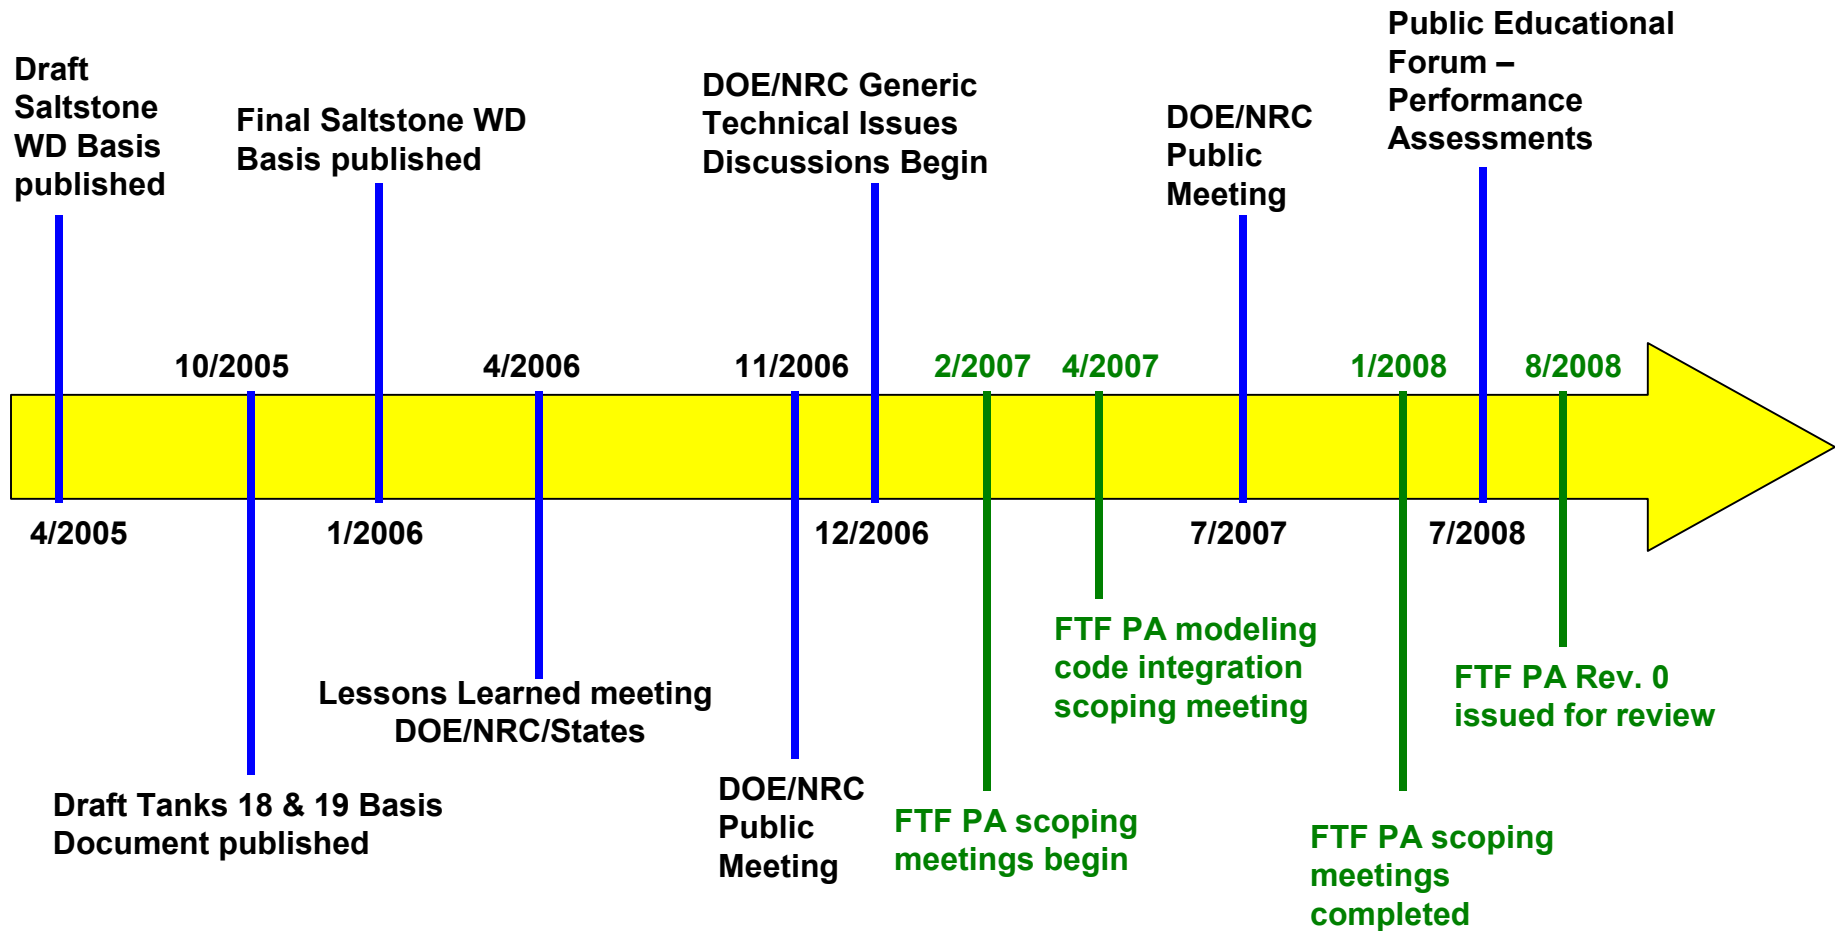 Draft
Saltstone
WD Basis
published
Final Saltstone WD
Basis published
DOE/NRC Generic
Technical Issues
Discussions Begin
DOE/NRC
Public
Meeting
Public Educational
Forum –
Performance
Assessments
10/2005
4/2006
11/2006
2/2007
4/2007
1/2008
8/2008
4/2005
1/2006
12/2006
7/2007
7/2008
Draft Tanks 18 & 19 Basis
Document published
Lessons Learned meeting
DOE/NRC/States
DOE/NRC
Public
Meeting
FTF PA scoping
meetings begin
FTF PA modeling
code integration
scoping meeting
FTF PA scoping
meetings
completed
FTF PA Rev. 0
issued for review